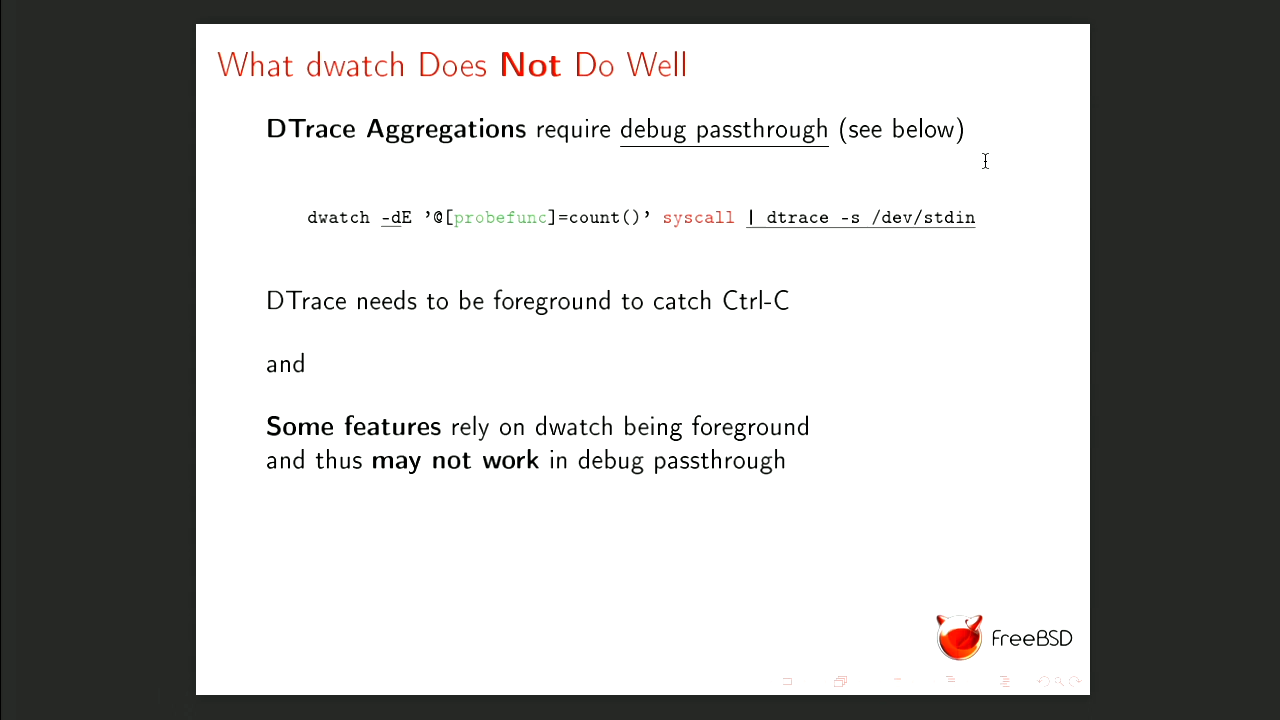 What dwatch Does Not Do Well
DTrace Aggregations require debug passthrough (see below)
dwatch -dE '@[probefunc]=count()' syscall | dtrace -s /dev/stdin
DTrace needs to be foreground to catch Ctrl-C
and
Some features rely on dwatch being foreground
and thus may not work in debug passthrough
FreeBSD